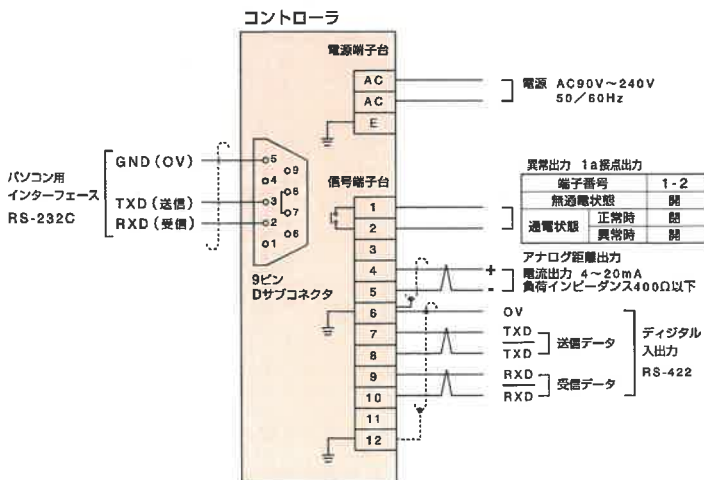 コントローラ
電源端子台
AC
AC
E
電源 AC90V～240V
50／60Hz
パソコン用
インターフェース
RS-232C
GND(OV)
TXD(送信)
RXD(受信)
5
9
4
8
3
7
2
6
1
9ピン
Dサブコネクタ
信号端子台
1
2
3
4
5
6
7
8
9
10
11
12
異常出力 1a接点出力
端子番号 1-2
無通電状態 開
通電状態 正常時 閉
異常時 開
アナログ距離出力
+ 電流出力 4～20mA
- 負荷インピーダンス400Ω以下
OV
TXD
TXD
送信データ
RXD
RXD
受信データ
ディジタル
入出力
RS-422